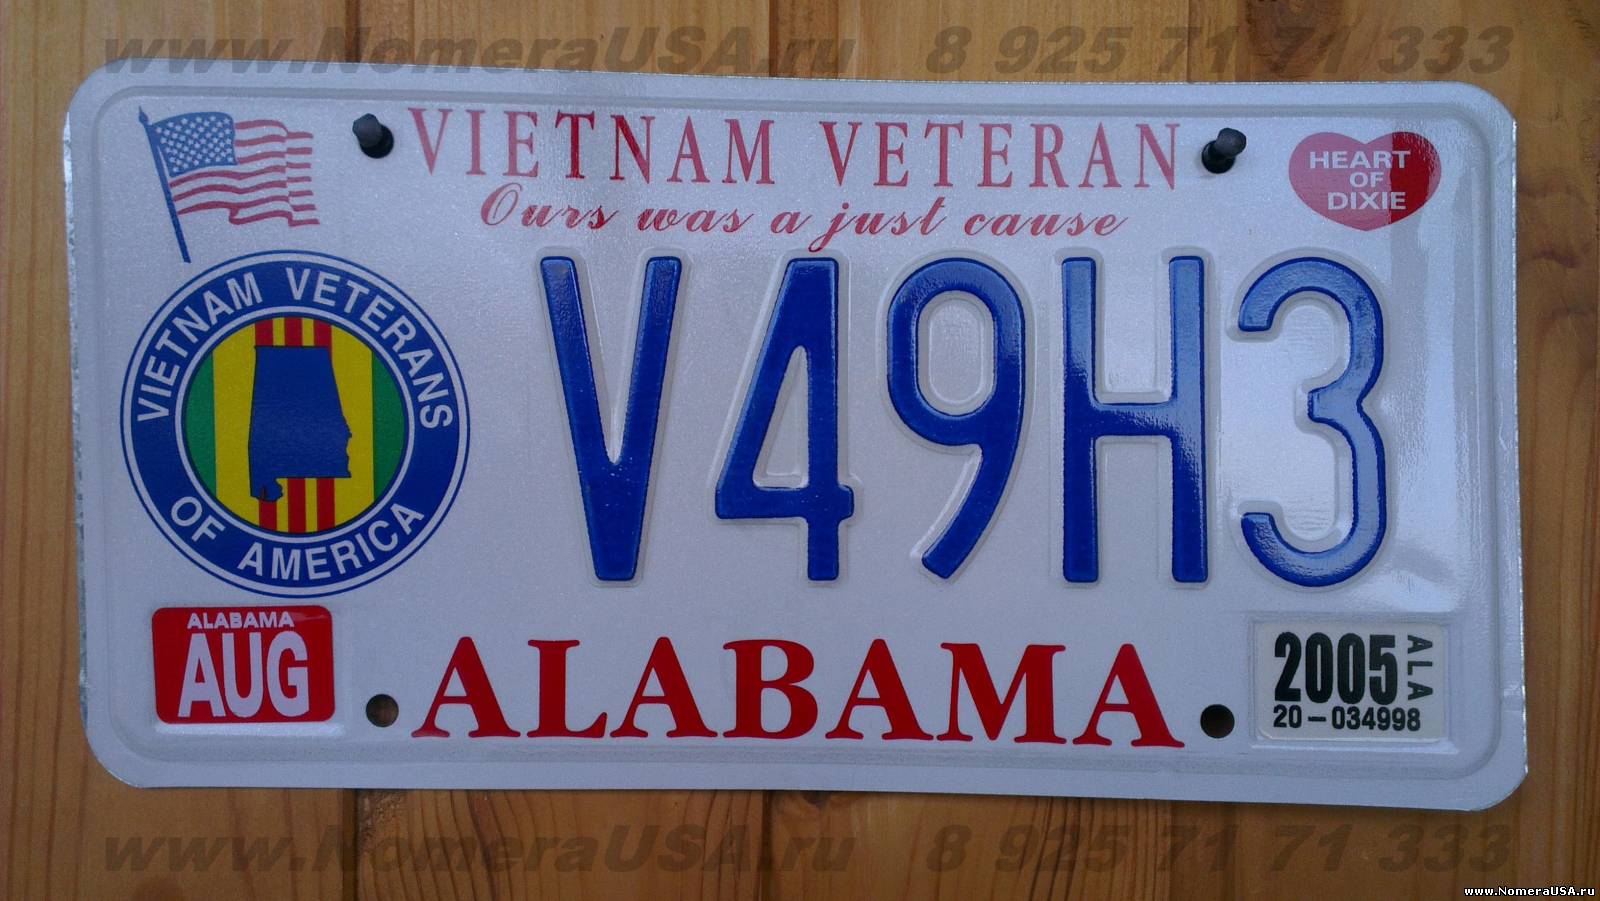 www.NomeraUSA.ru 8 925 71 71 333
VIETNAM VETERAN
Ours was a just cause
HEART
OF
DIXIE
VIETNAM VETERANS
OF AMERICA
V49H3
ALABAMA
AUG
ALABAMA
2005 ALA
20-034998
www.NomeraUSA.ru 8 925 71 71 333
www.NomeraUSA.ru